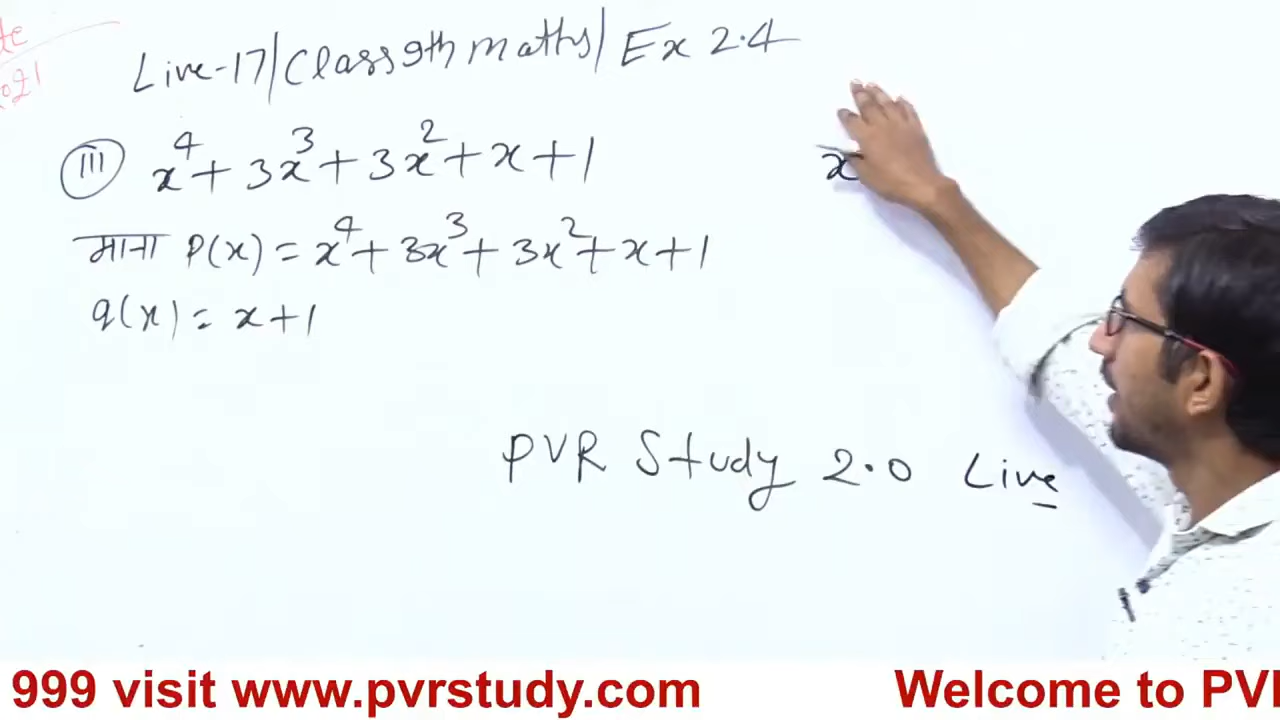 Live-17/Class 9th maths/Ex 2.4
III x⁴ + 3x³ + 3x² + x + 1
माना P(x) = x⁴ + 3x³ + 3x² + x + 1
q(x) = x + 1
x
PVR Study 2.0 Live
999 visit www.pvrstudy.com Welcome to